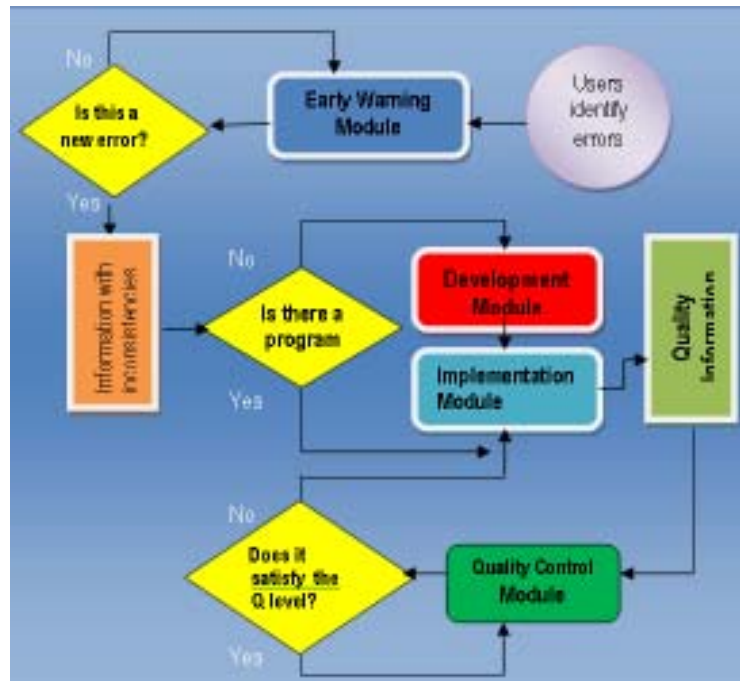 No
Is this a
new error?
Early Warning
Module
Users
identify
errors
Yes
Information with
inconsistencies
No
Is there a
program
Yes
Development
Module
Implementation
Module
Quality
Information
No
Does it
satisfy the
Q level?
Yes
Quality Control
Module